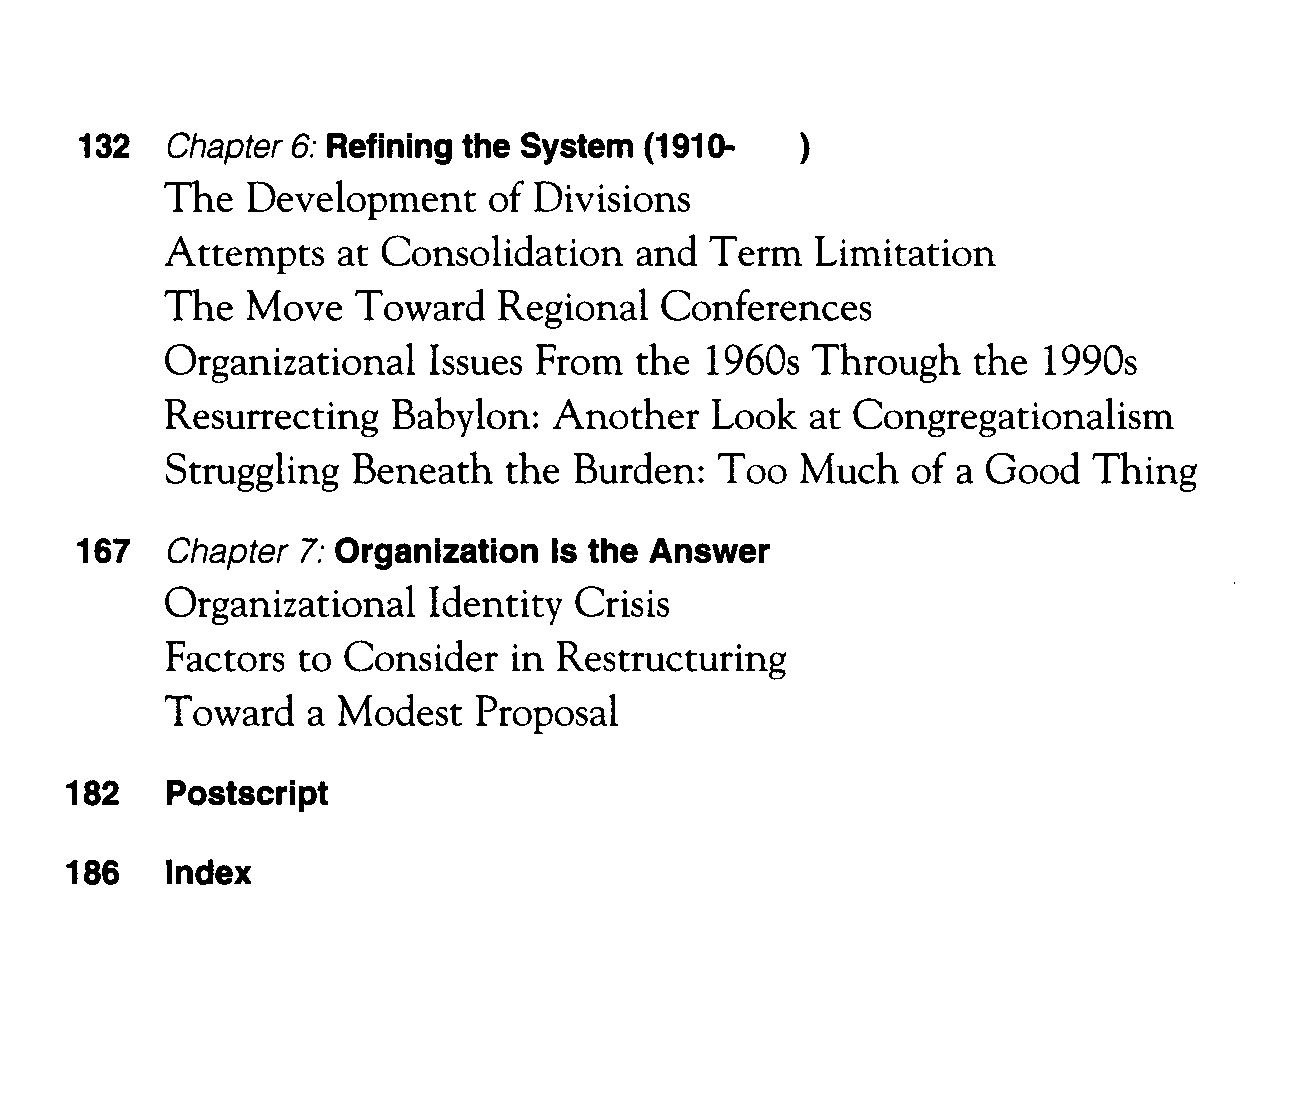 132 Chapter 6: Refining the System (1910- )
The Development of Divisions
Attempts at Consolidation and Term Limitation
The Move Toward Regional Conferences
Organizational Issues From the 1960s Through the 1990s
Resurrecting Babylon: Another Look at Congregationalism
Struggling Beneath the Burden: Too Much of a Good Thing
167 Chapter 7: Organization Is the Answer
Organizational Identity Crisis
Factors to Consider in Restructuring
Toward a Modest Proposal
182 Postscript
186 Index